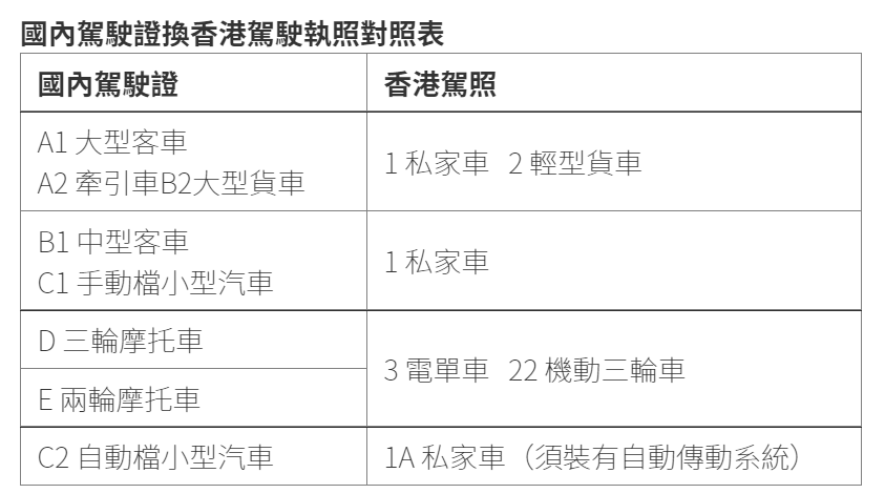 國內駕駛證換香港駕駛執照對照表
國內駕駛證 香港駕照
A1 大型客車
A2 牽引車B2大型貨車
1 私家車 2 輕型貨車
B1 中型客車
C1 手動檔小型汽車
1 私家車
D 三輪摩托車
E 兩輪摩托車
3 電單車 22 機動三輪車
C2 自動檔小型汽車 1A 私家車（須裝有自動傳動系統）